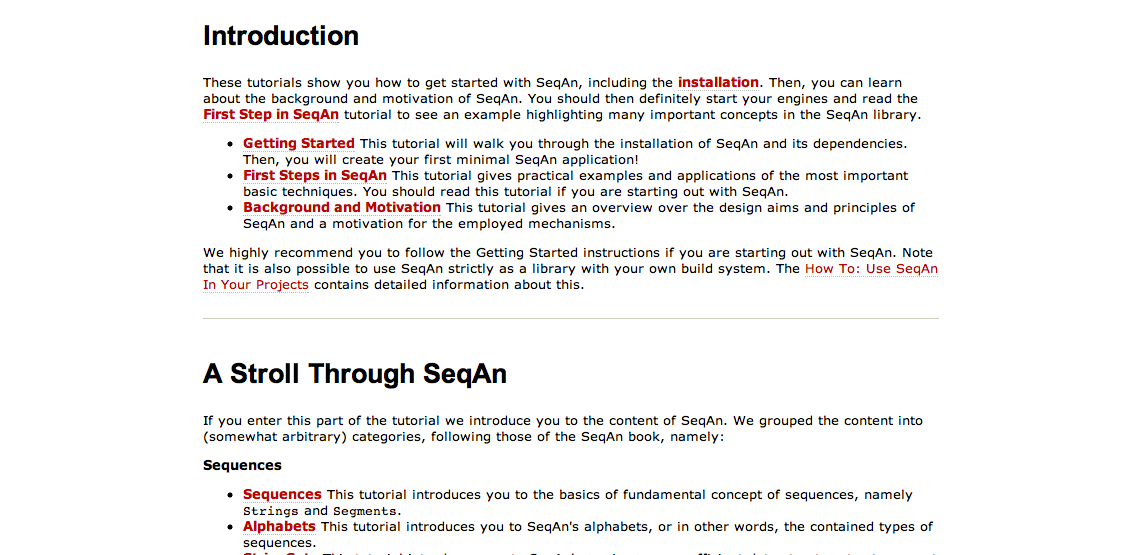 Introduction
These tutorials show you how to get started with SeqAn, including the installation. Then, you can learn
about the background and motivation of SeqAn. You should then definitely start your engines and read the
First Step in SeqAn tutorial to see an example highlighting many important concepts in the SeqAn library.
Getting Started This tutorial will walk you through the installation of SeqAn and its dependencies.
Then, you will create your first minimal SeqAn application!
First Steps in SeqAn This tutorial gives practical examples and applications of the most important
basic techniques. You should read this tutorial if you are starting out with SeqAn.
Background and Motivation This tutorial gives an overview over the design aims and principles of
SeqAn and a motivation for the employed mechanisms.
We highly recommend you to follow the Getting Started instructions if you are starting out with SeqAn. Note
that it is also possible to use SeqAn strictly as a library with your own build system. The How To: Use SeqAn
In Your Projects contains detailed information about this.
A Stroll Through SeqAn
If you enter this part of the tutorial we introduce you to the content of SeqAn. We grouped the content into
(somewhat arbitrary) categories, following those of the SeqAn book, namely:
Sequences
Sequences This tutorial introduces you to the basics of fundamental concept of sequences, namely
Strings and Segments.
Alphabets This tutorial introduces you to SeqAn's alphabets, or in other words, the contained types of
sequences.